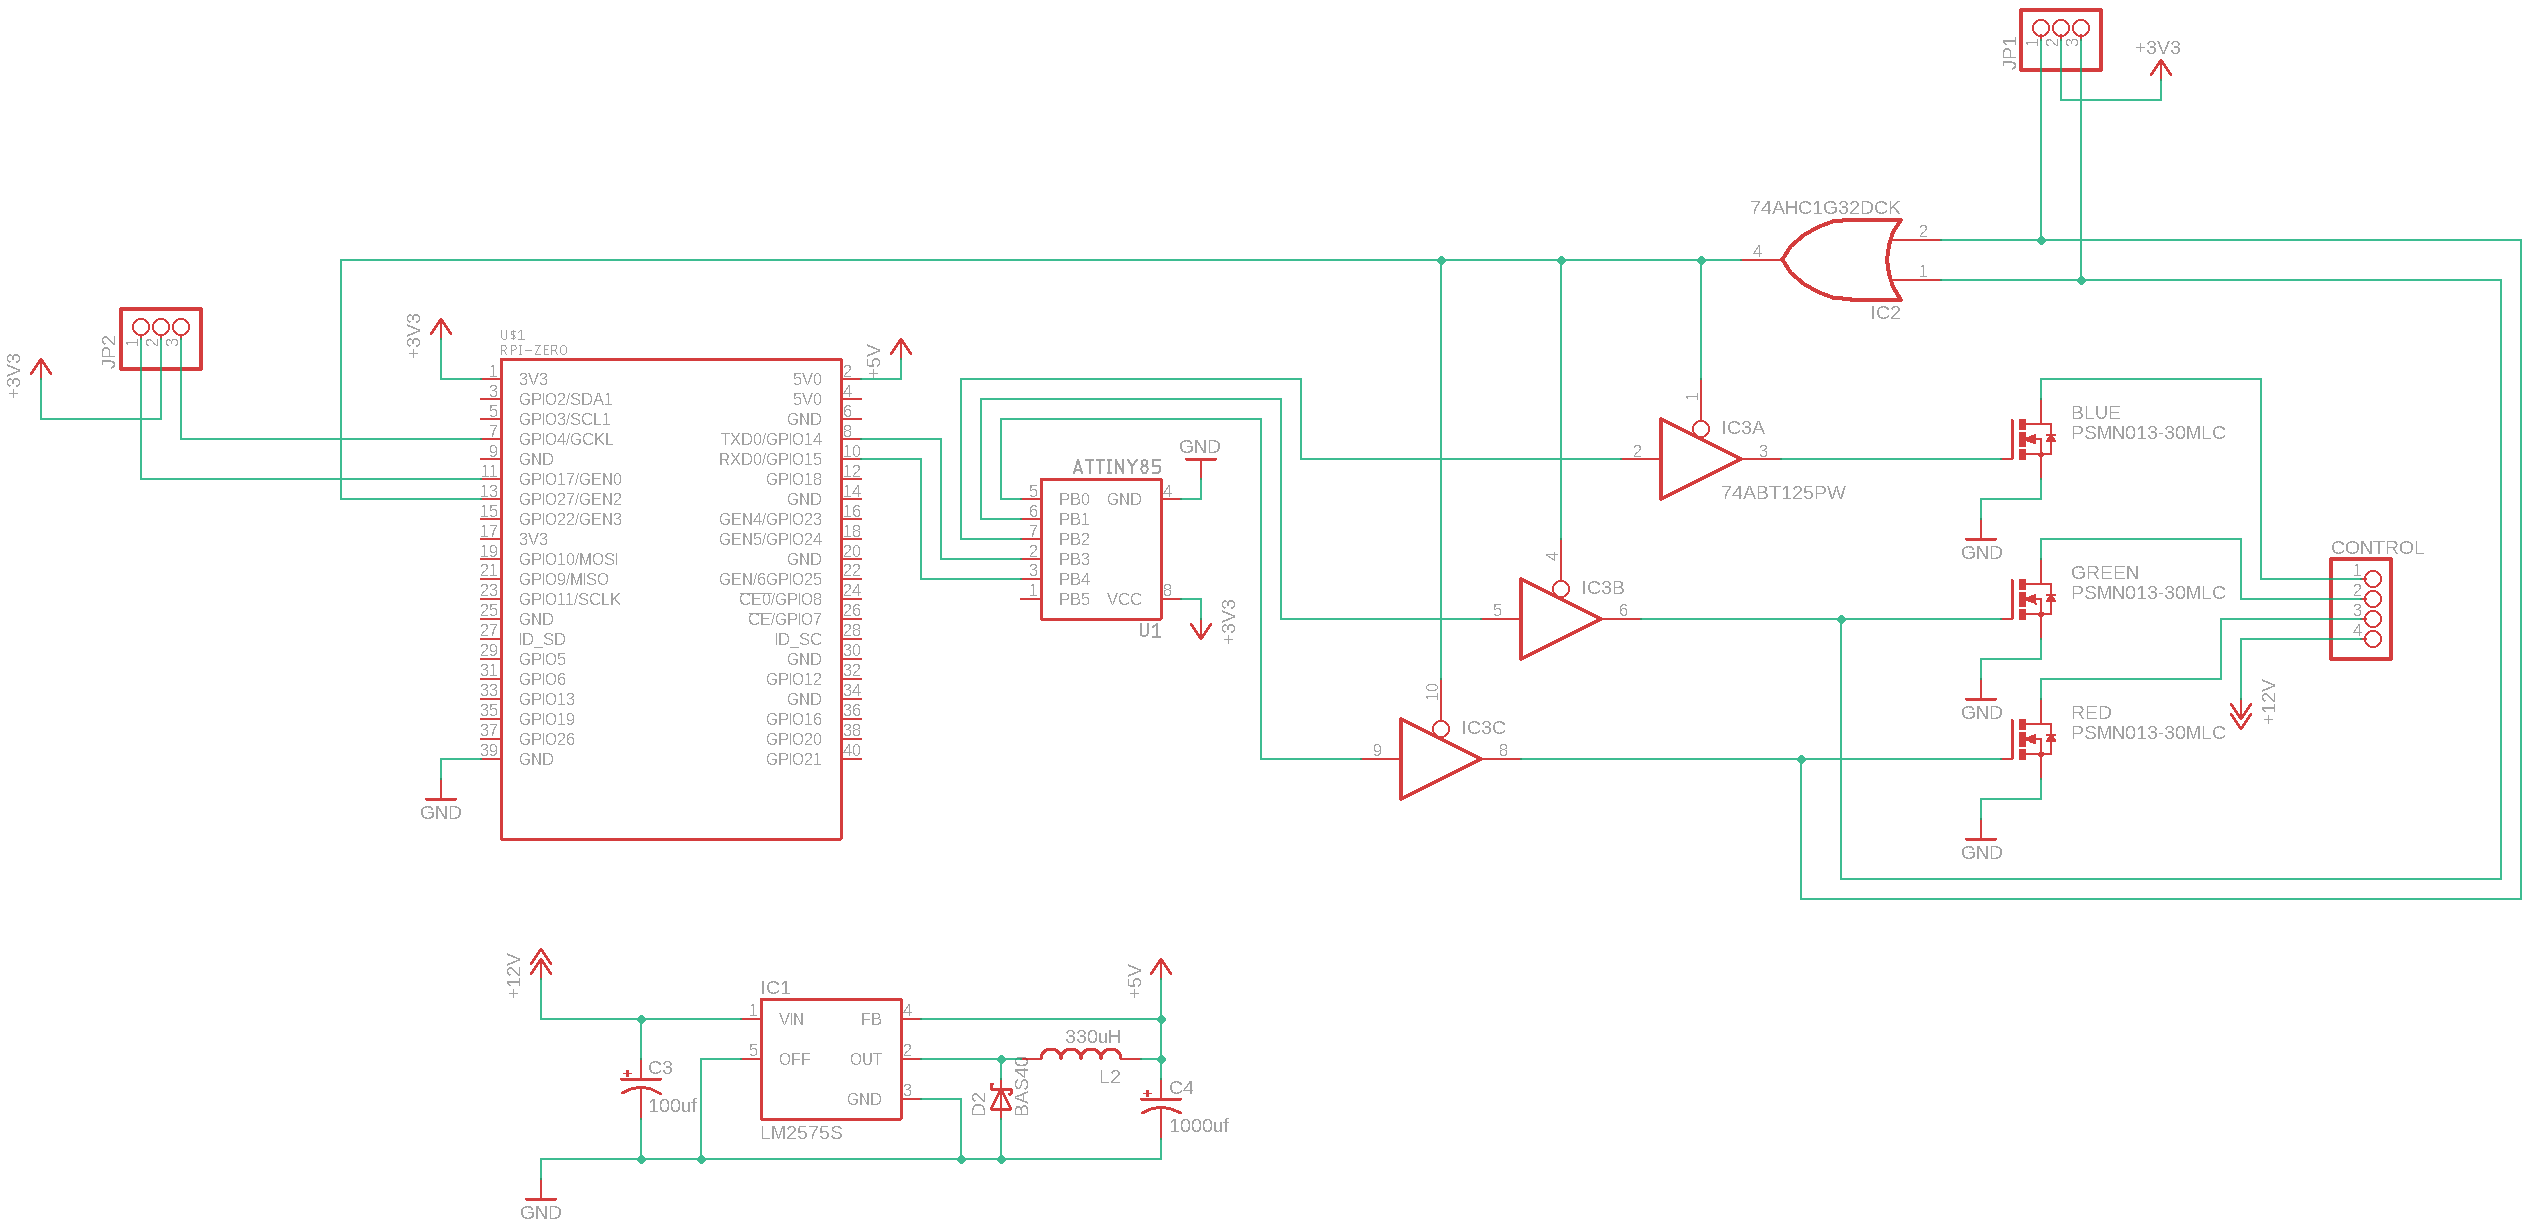 JP1
1
2
3
+3V3
74AHC1G32DCK
2
4
1
IC2
JP2
1
2
3
+3V3
+3V3
U$1
RPI-ZERO
+5V
1 3V3 5V0 2
3 GPIO2/SDA1 5V0 4
5 GPIO3/SCL1 GND 6
7 GPIO4/GCKL TXD0/GPIO14 8
9 GND RXD0/GPIO15 10
11 GPIO17/GEN0 GPIO18 12
13 GPIO27/GEN2 GND 14
15 GPIO22/GEN3 GEN4/GPIO23 16
17 3V3 GEN5/GPIO24 18
19 GPIO10/MOSI GND 20
21 GPIO9/MISO GEN/6GPIO25 22
23 GPIO11/SCLK CE0/GPIO8 24
25 GND CE/GPIO7 26
27 ID_SD ID_SC 28
29 GPIO5 GND 30
31 GPIO6 GPIO12 32
33 GPIO13 GND 34
35 GPIO19 GPIO16 36
37 GPIO26 GPIO20 38
39 GND GPIO21 40
GND
GND
ATTINY85
5 PB0 GND 4
6 PB1
7 PB2
2 PB3
3 PB4
1 PB5 VCC 8
U1
+3V3
1
IC3A
2 3
74ABT125PW
4
IC3B
5 6
10
IC3C
9 8
BLUE
PSMN013-30MLC
GND
GREEN
PSMN013-30MLC
GND
RED
PSMN013-30MLC
GND
CONTROL
1
2
3
4
+12V
+12V
IC1
+5V
1 VIN FB 4
5 OFF OUT 2
GND 3
LM2575S
C3
100uf
330uH
L2
D2
BAS40
C4
1000uf
GND